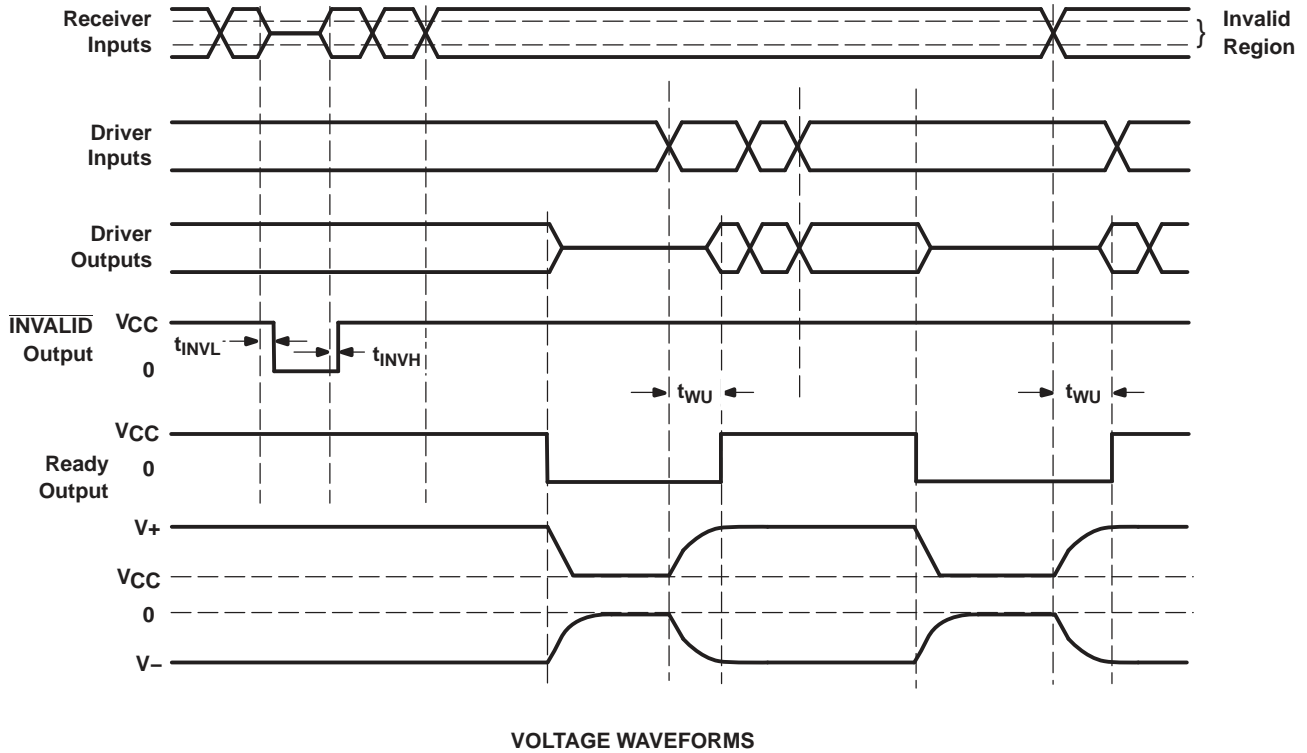 Receiver
Inputs
} Invalid
Region
Driver
Inputs
Driver
Outputs
INVALID
Output
VCC
0
tINVL
tINVH
tWU
tWU
Ready
Output
VCC
0
V+
VCC
0
V−
VOLTAGE WAVEFORMS